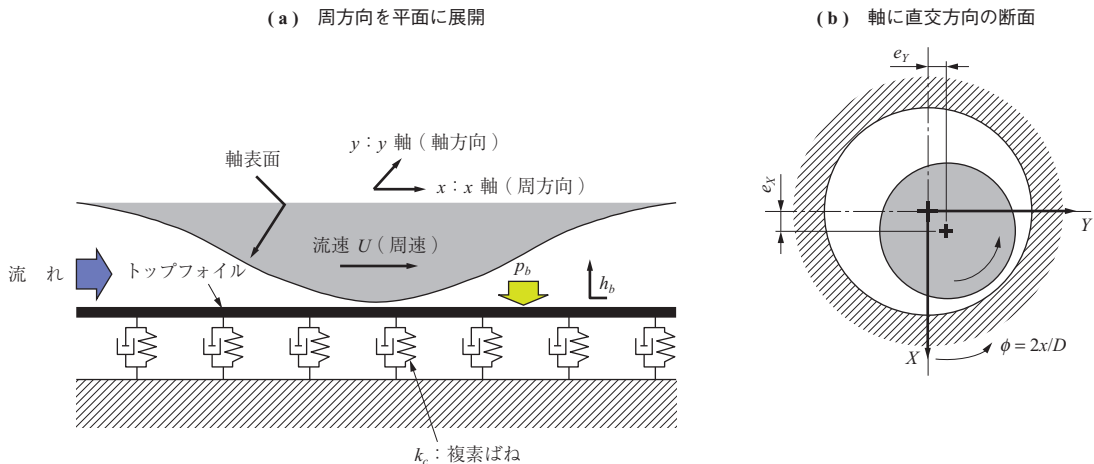 ( a ) 周方向を平面に展開
y：y 軸 ( 軸方向 )
軸表面
x：x 軸 ( 周方向 )
流速 U ( 周速 )
流 れ
トップフォイル
p_b
h_b
k_c：複素ばね
( b ) 軸に直交方向の断面
e_Y
e_X
Y
X
φ = 2x/D